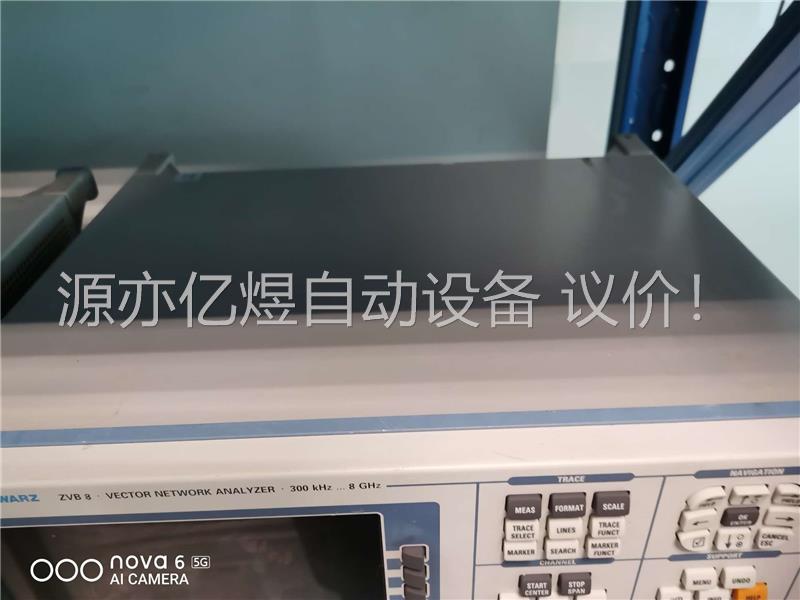 源亦亿煜自动设备 议价！
WARZ ZVB 8 · VECTOR NETWORK ANALYZER · 300 kHz ... 8 GHz
TRACE
NAVIGATION
MEAS FORMAT SCALE
TRACE SELECT LINES TRACE FUNCT
MARKER SEARCH MARKER FUNCT
OK ENTER
CANCEL ESC
CHANNEL
SUPPORT
START CENTER STOP SPAN
MENU UNDO
HELP
nova 6 5G
AI CAMERA